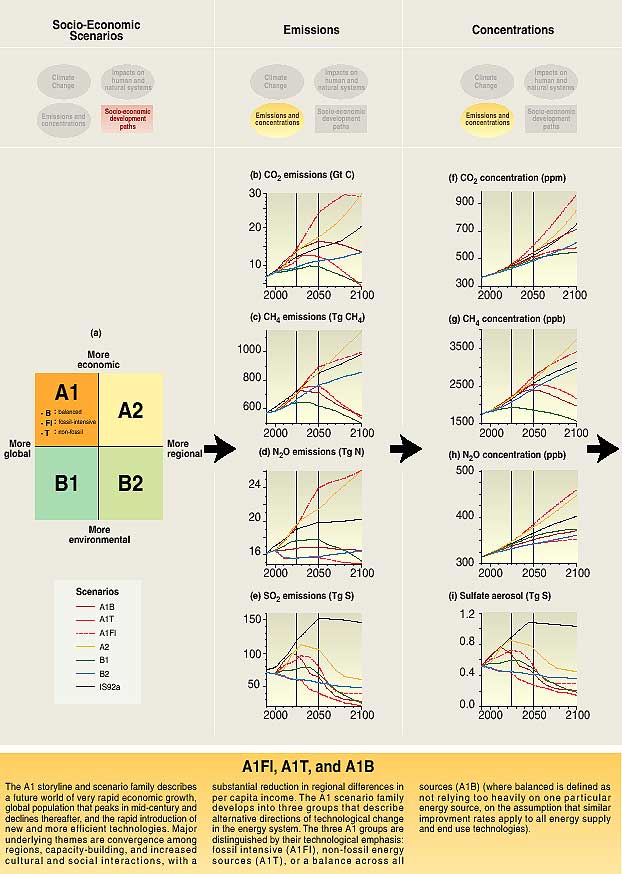 Socio-Economic
Scenarios
Emissions
Concentrations
Climate
Change
Impacts on
human and
natural systems
Emissions and
concentrations
Socio-economic
development
paths
Climate
Change
Impacts on
human and
natural systems
Emissions and
concentrations
Socio-economic
development
paths
Climate
Change
Impacts on
human and
natural systems
Emissions and
concentrations
Socio-economic
development
paths
(a)
More
economic
A1
- B : balanced
- FI : fossil-intensive
- T : non-fossil
A2
More
global
More
regional
B1
B2
More
environmental
Scenarios
A1B
A1T
A1FI
A2
B1
B2
IS92a
(b) CO2 emissions (Gt C)
30
20
10
2000 2050 2100
(c) CH4 emissions (Tg CH4)
1000
800
600
2000 2050 2100
(d) N2O emissions (Tg N)
24
20
16
2000 2050 2100
(e) SO2 emissions (Tg S)
150
100
50
2000 2050 2100
(f) CO2 concentration (ppm)
900
700
500
300
2000 2050 2100
(g) CH4 concentration (ppb)
3500
2500
1500
2000 2050 2100
(h) N2O concentration (ppb)
500
400
300
2000 2050 2100
(i) Sulfate aerosol (Tg S)
1.2
0.8
0.4
0.0
2000 2050 2100
A1FI, A1T, and A1B
The A1 storyline and scenario family describes
a future world of very rapid economic growth,
global population that peaks in mid-century and
declines thereafter, and the rapid introduction of
new and more efficient technologies. Major
underlying themes are convergence among
regions, capacity-building, and increased
cultural and social interactions, with a
substantial reduction in regional differences in
per capita income. The A1 scenario family
develops into three groups that describe
alternative directions of technological change
in the energy system. The three A1 groups are
distinguished by their technological emphasis:
fossil intensive (A1FI), non-fossil energy
sources (A1T), or a balance across all
sources (A1B) (where balanced is defined as
not relying too heavily on one particular
energy source, on the assumption that similar
improvment rates apply to all energy supply
and end use technologies).